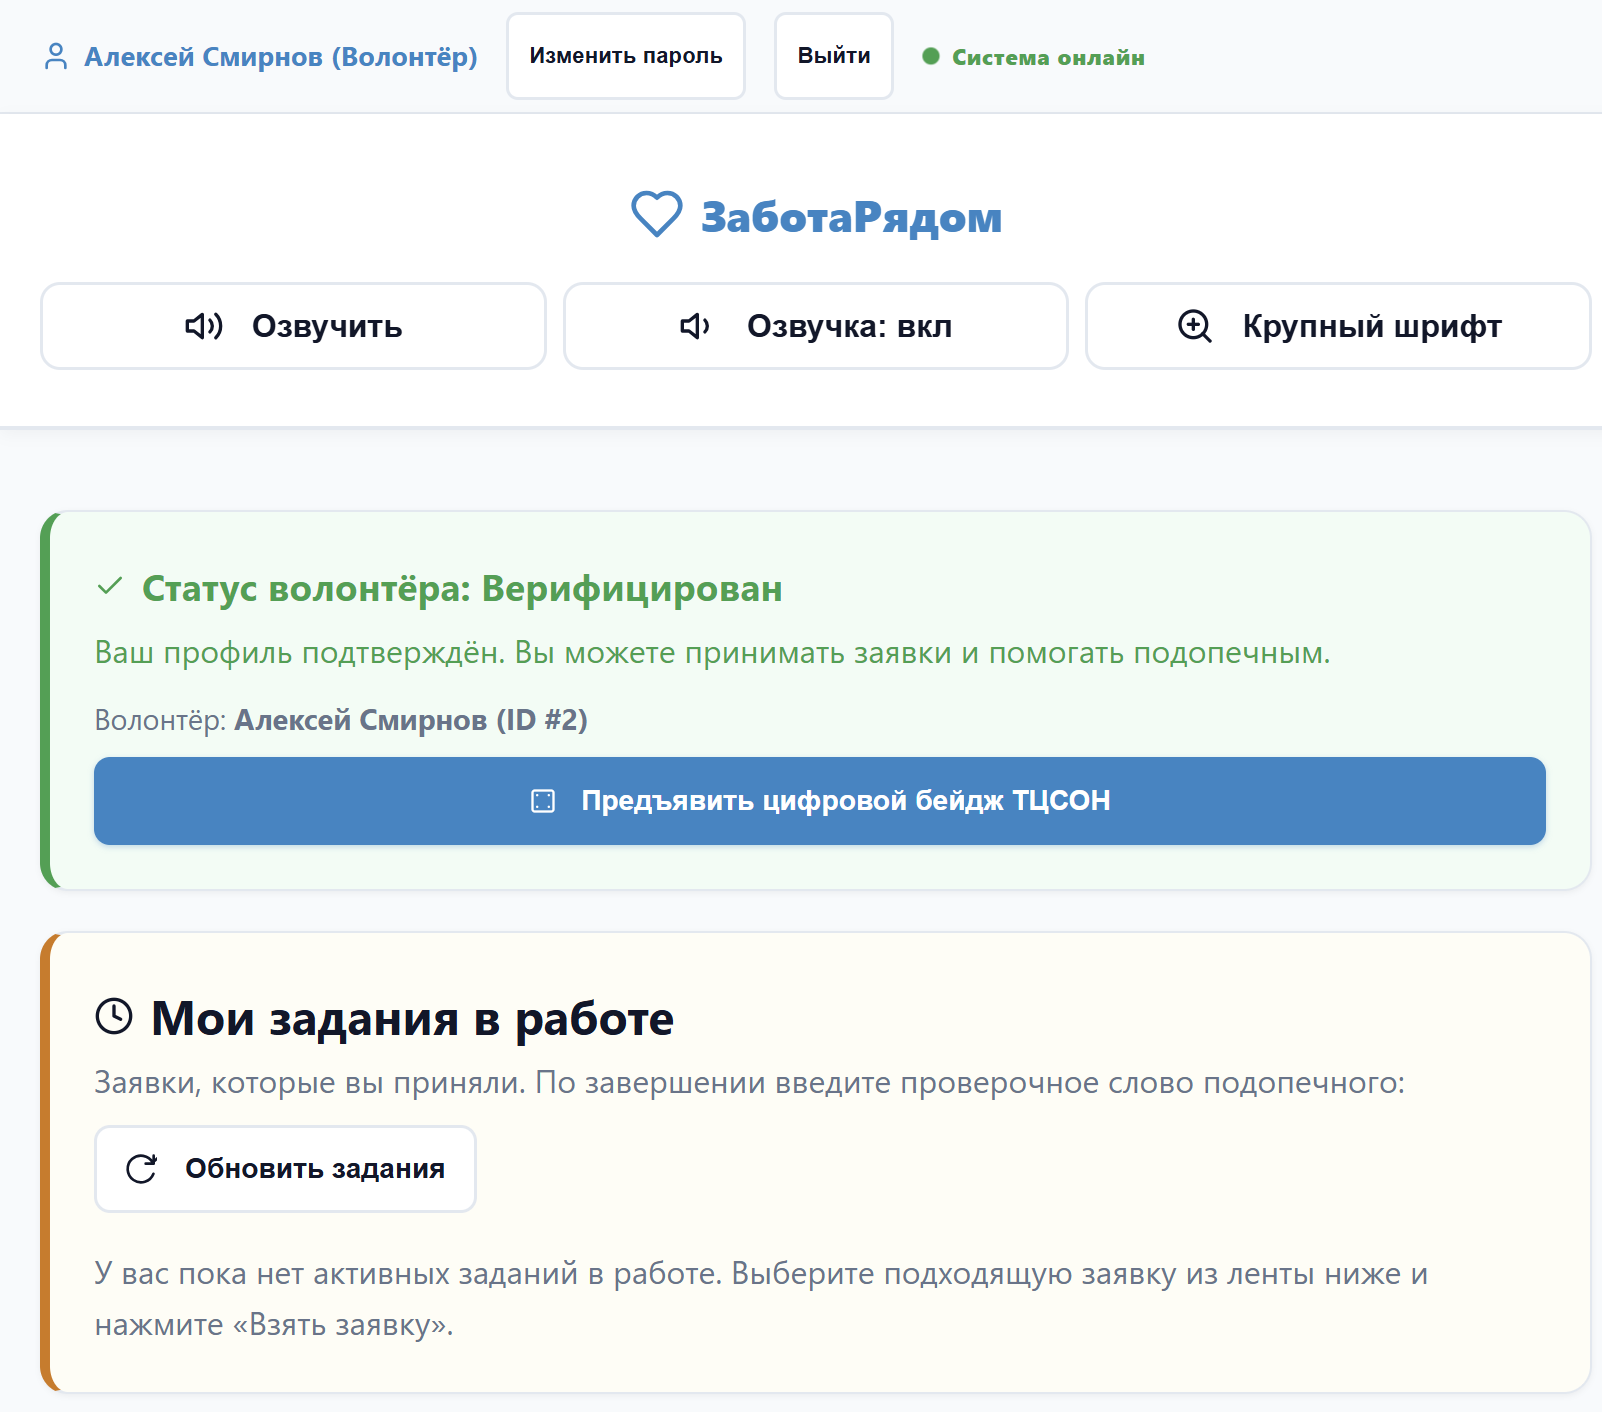 Алексей Смирнов (Волонтёр)
Изменить пароль
Выйти
Система онлайн
ЗаботаРядом
Озвучить
Озвучка: вкл
Крупный шрифт
Статус волонтёра: Верифицирован
Ваш профиль подтверждён. Вы можете принимать заявки и помогать подопечным.
Волонтёр: Алексей Смирнов (ID #2)
Предъявить цифровой бейдж ТЦСОН
Мои задания в работе
Заявки, которые вы приняли. По завершении введите проверочное слово подопечного:
Обновить задания
У вас пока нет активных заданий в работе. Выберите подходящую заявку из ленты ниже и
нажмите «Взять заявку».